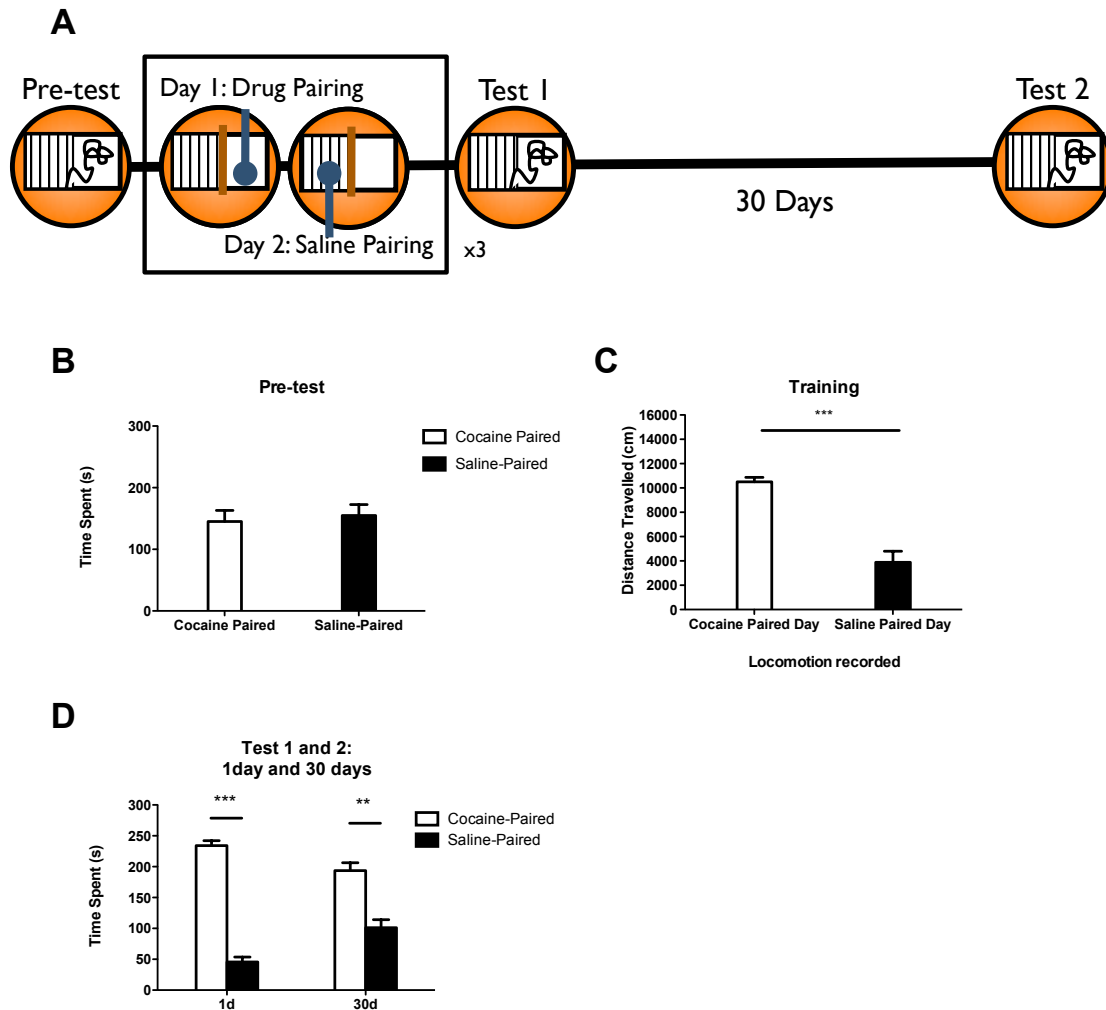 A
Pre-test
Day 1: Drug Pairing
Test 1
Test 2
Day 2: Saline Pairing
x3
30 Days
B
Pre-test
Time Spent (s)
300
200
100
0
Cocaine Paired
Saline-Paired
Cocaine Paired
Saline-Paired
C
Training
***
Distance Travelled (cm)
16000
14000
12000
10000
8000
6000
4000
2000
0
Cocaine Paired Day
Saline Paired Day
Locomotion recorded
D
Test 1 and 2:
1day and 30 days
Time Spent (s)
300
250
200
150
100
50
0
***
**
1d
30d
Cocaine-Paired
Saline-Paired